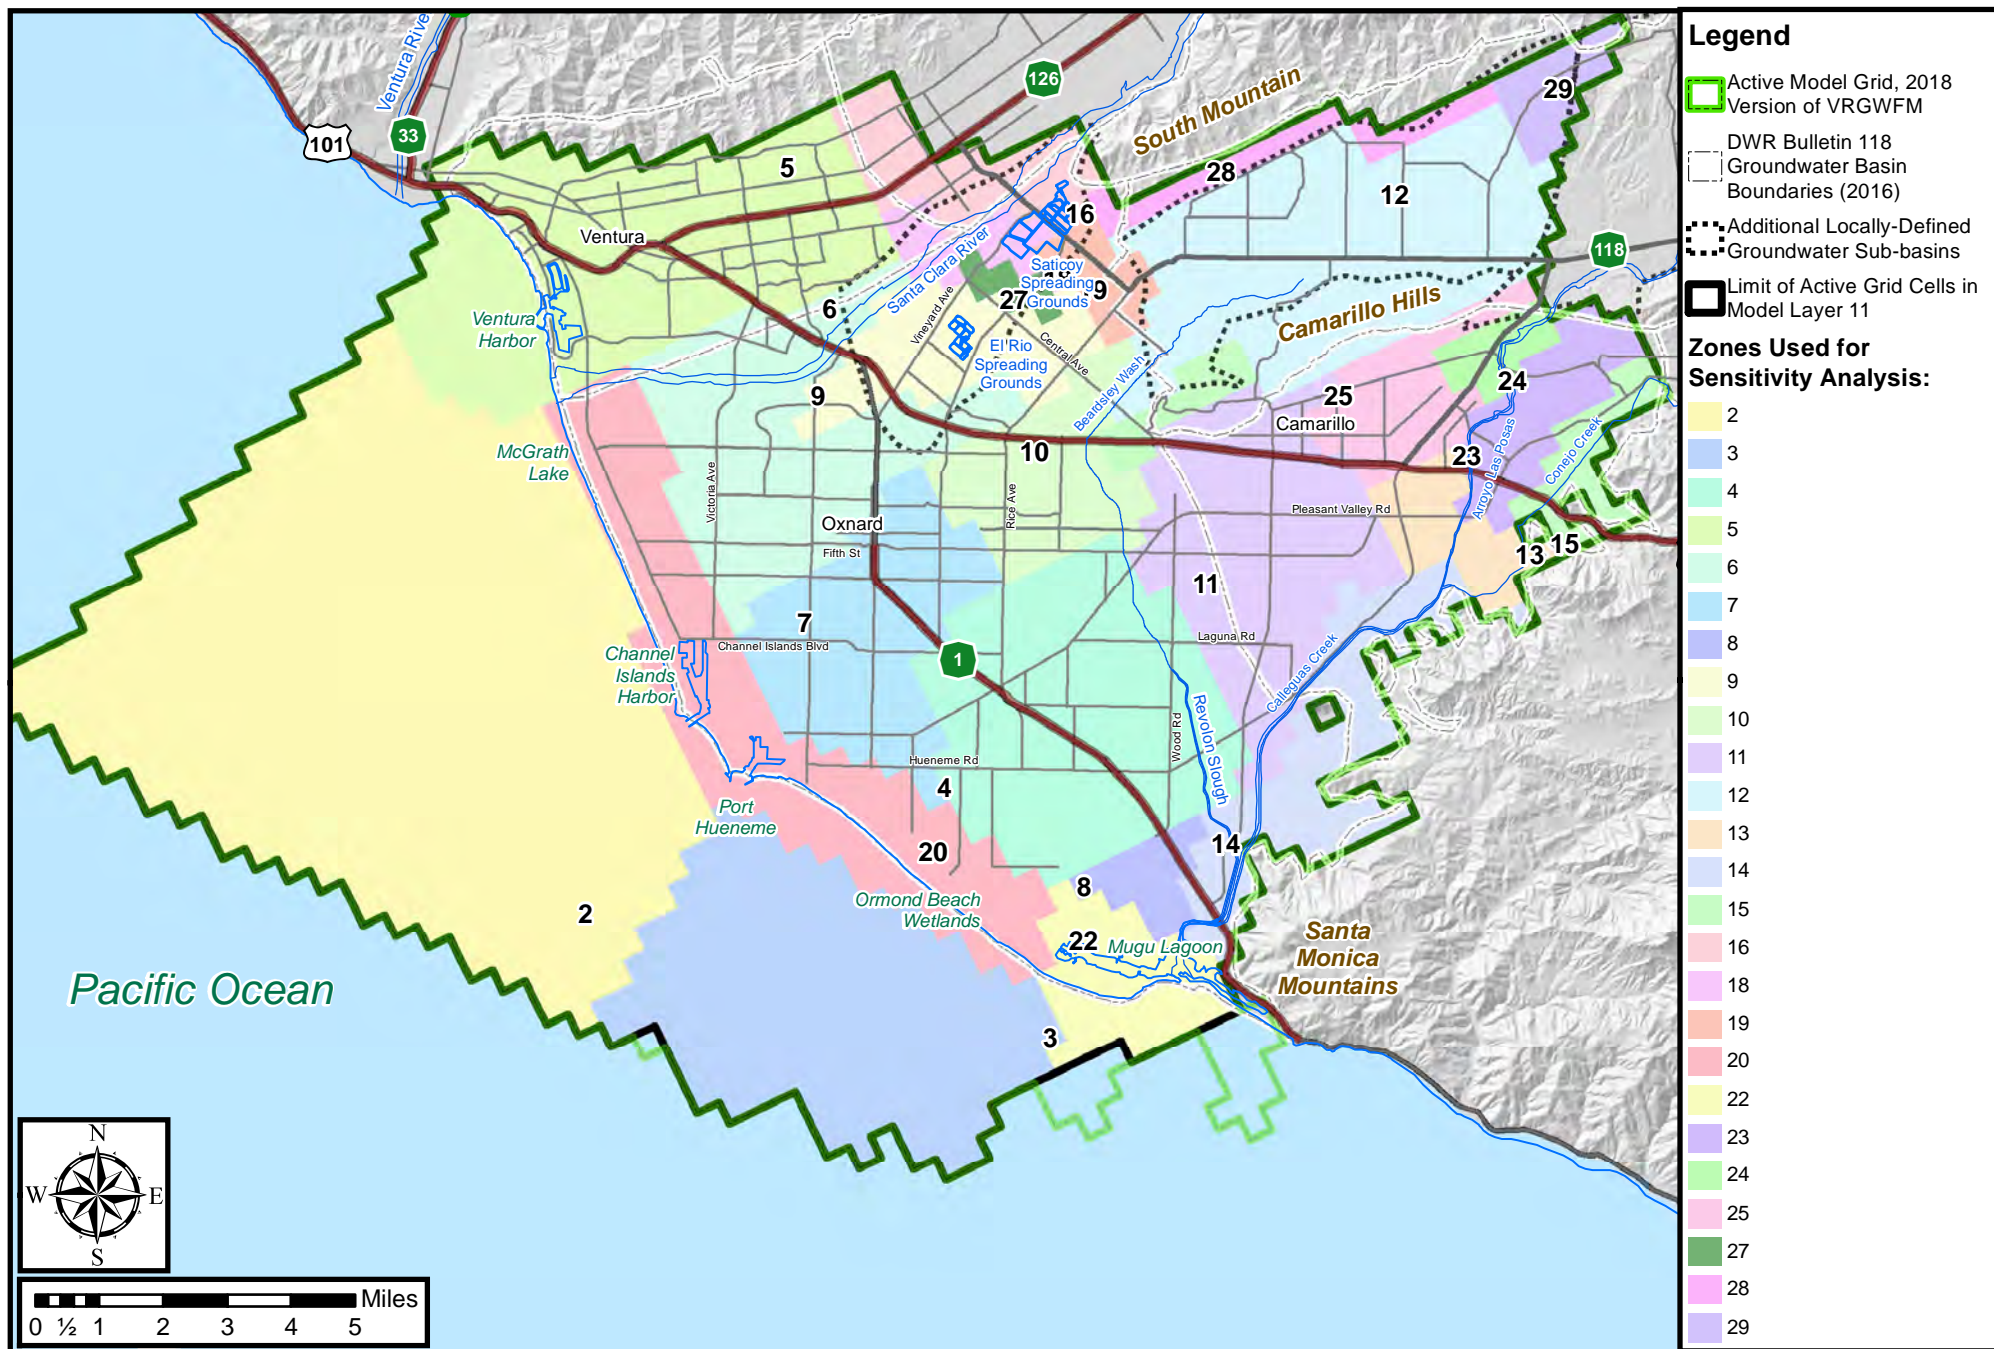 Ventura River
101
33
126
South Mountain
29
28
5
12
16
118
Ventura
Santa Clara River
Saticoy
Spreading
Grounds
18
9
27
6
Vineyard Ave
Camarillo Hills
Ventura
Harbor
El Rio
Spreading
Grounds
Central Ave
Beardsley Wash
24
25
Camarillo
9
McGrath
Lake
10
23
Arroyo Las Posas
Conejo Creek
Victoria Ave
Rice Ave
Pleasant Valley Rd
Oxnard
Fifth St
13
15
11
7
Channel Islands Blvd
Laguna Rd
1
Channel
Islands
Harbor
Calleguas Creek
Wood Rd
Revolon Slough
Hueneme Rd
4
Port
Hueneme
14
20
8
Ormond Beach
Wetlands
2
22
Mugu Lagoon
Santa
Monica
Mountains
Pacific Ocean
3
N
W
E
S
Miles
0 ½ 1 2 3 4 5
Legend
Active Model Grid, 2018
Version of VRGWFM
DWR Bulletin 118
Groundwater Basin
Boundaries (2016)
Additional Locally-Defined
Groundwater Sub-basins
Limit of Active Grid Cells in
Model Layer 11
Zones Used for
Sensitivity Analysis:
2
3
4
5
6
7
8
9
10
11
12
13
14
15
16
18
19
20
22
23
24
25
27
28
29